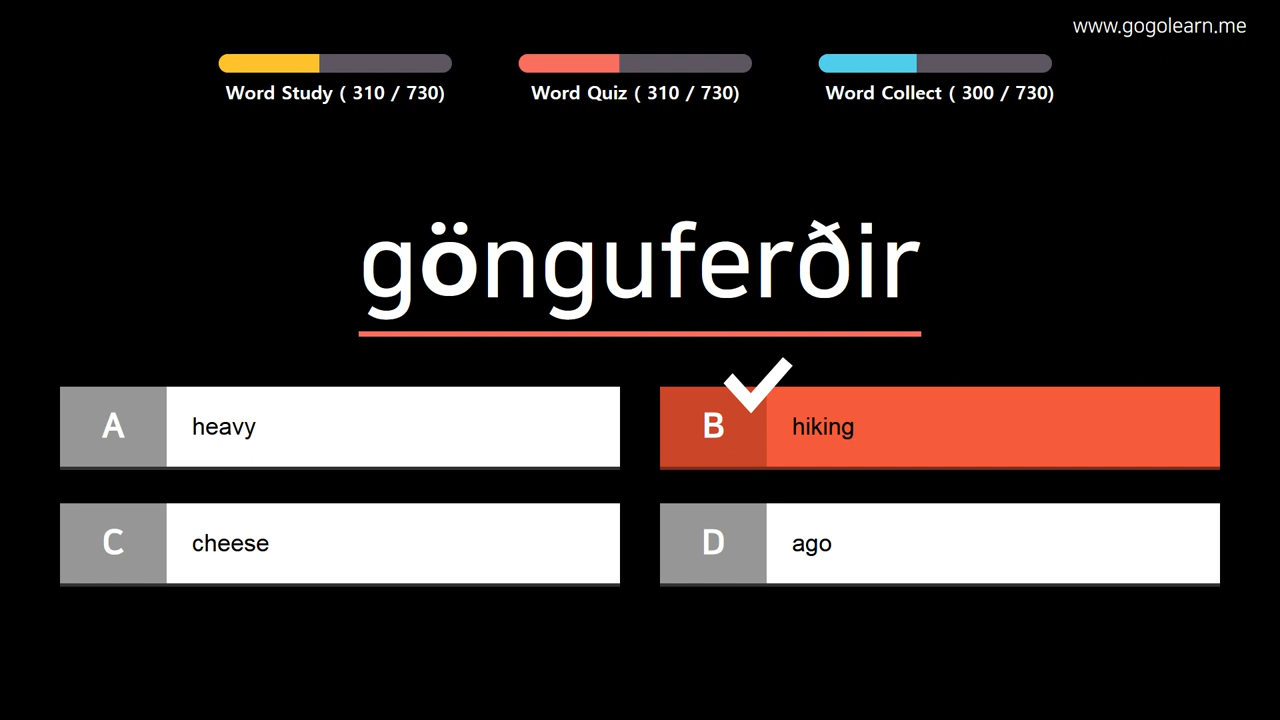 www.gogolearn.me
Word Study ( 310 / 730)
Word Quiz ( 310 / 730)
Word Collect ( 300 / 730)
gönguferðir
A heavy
B hiking
C cheese
D ago